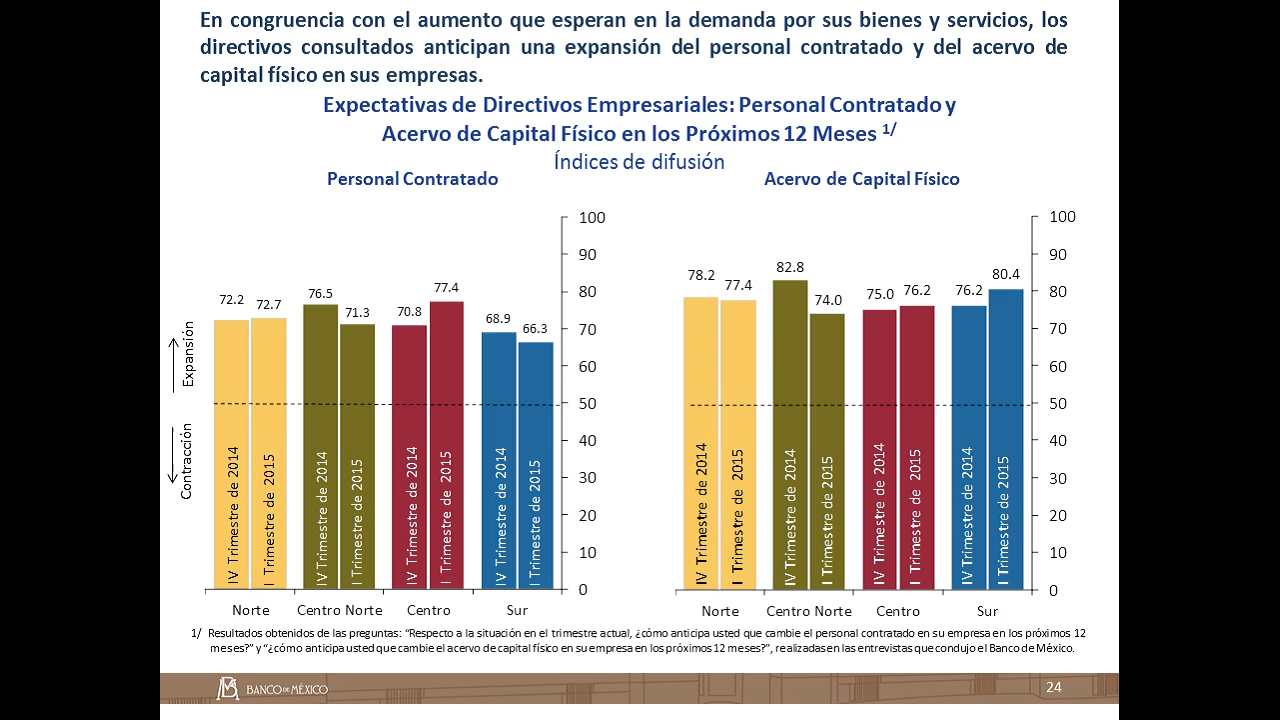 En congruencia con el aumento que esperan en la demanda por sus bienes y servicios, los
directivos consultados anticipan una expansión del personal contratado y del acervo de
capital físico en sus empresas.
Expectativas de Directivos Empresariales: Personal Contratado y
Acervo de Capital Físico en los Próximos 12 Meses 1/
Índices de difusión
Personal Contratado
100
90
80
70
60
50
40
30
20
10
0
72.2
72.7
76.5
71.3
70.8
77.4
68.9
66.3
Expansión
Contracción
IV Trimestre de 2014
I Trimestre de 2015
IV Trimestre de 2014
I Trimestre de 2015
IV Trimestre de 2014
I Trimestre de 2015
IV Trimestre de 2014
I Trimestre de 2015
Norte
Centro Norte
Centro
Sur
Acervo de Capital Físico
100
90
80
70
60
50
40
30
20
10
0
78.2
77.4
82.8
74.0
75.0
76.2
76.2
80.4
IV Trimestre de 2014
I Trimestre de 2015
IV Trimestre de 2014
I Trimestre de 2015
IV Trimestre de 2014
I Trimestre de 2015
IV Trimestre de 2014
I Trimestre de 2015
Norte
Centro Norte
Centro
Sur
1/ Resultados obtenidos de las preguntas: “Respecto a la situación en el trimestre actual, ¿cómo anticipa usted que cambie el personal contratado en su empresa en los próximos 12
meses?” y “¿cómo anticipa usted que cambie el acervo de capital físico en su empresa en los próximos 12 meses?”, realizadas en las entrevistas que condujo el Banco de México.
BANCO DE MÉXICO
24